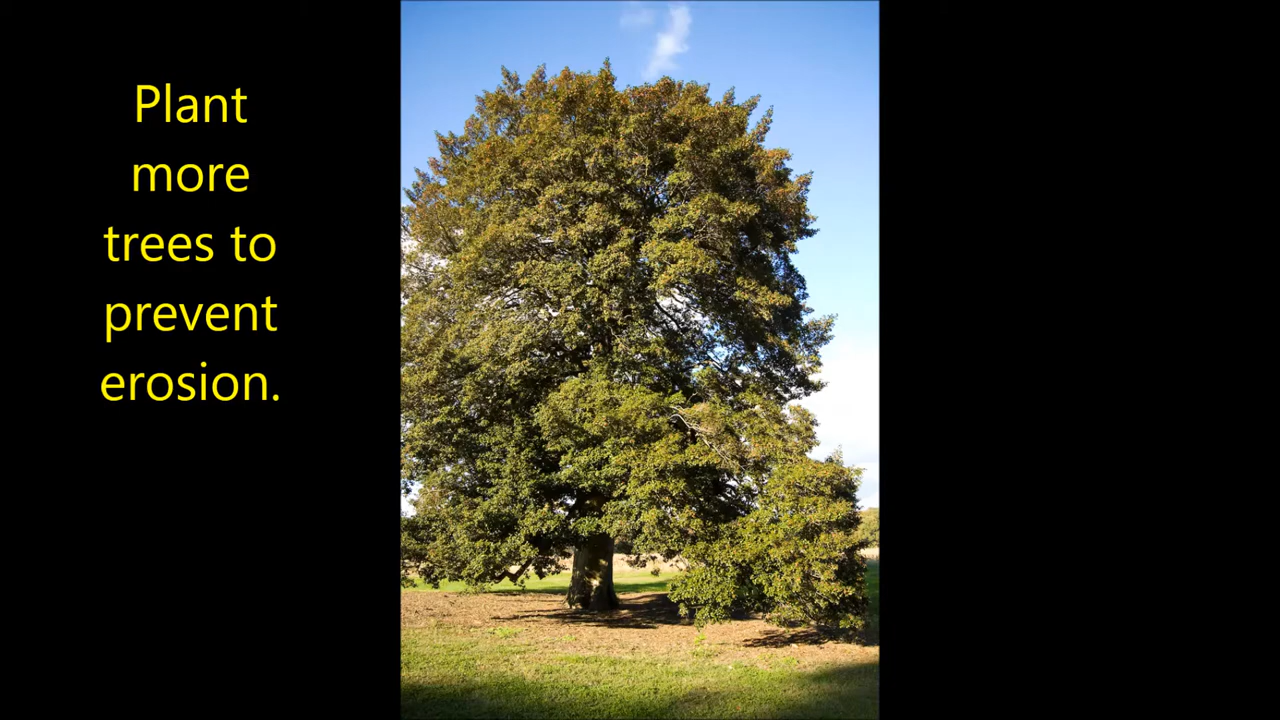 Plant
more
trees to
prevent
erosion.